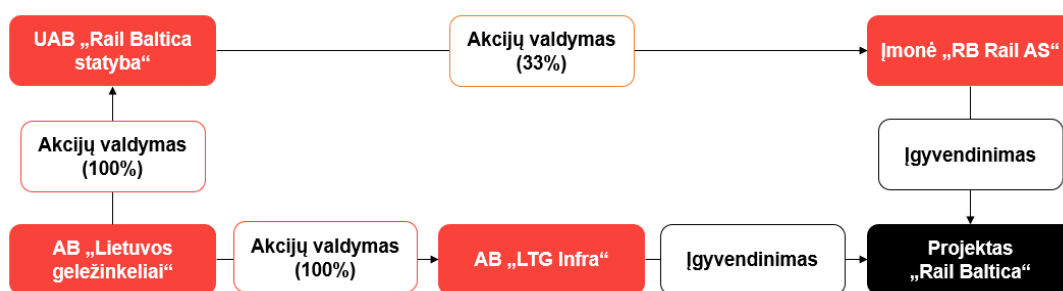 UAB „Rail Baltica
statyba“
Akcijų valdymas
(33%)
Įmonė „RB Rail AS“
Akcijų valdymas
(100%)
Įgyvendinimas
AB „Lietuvos
geležinkeliai“
Akcijų valdymas
(100%)
AB „LTG Infra“
Įgyvendinimas
Projektas
„Rail Baltica“